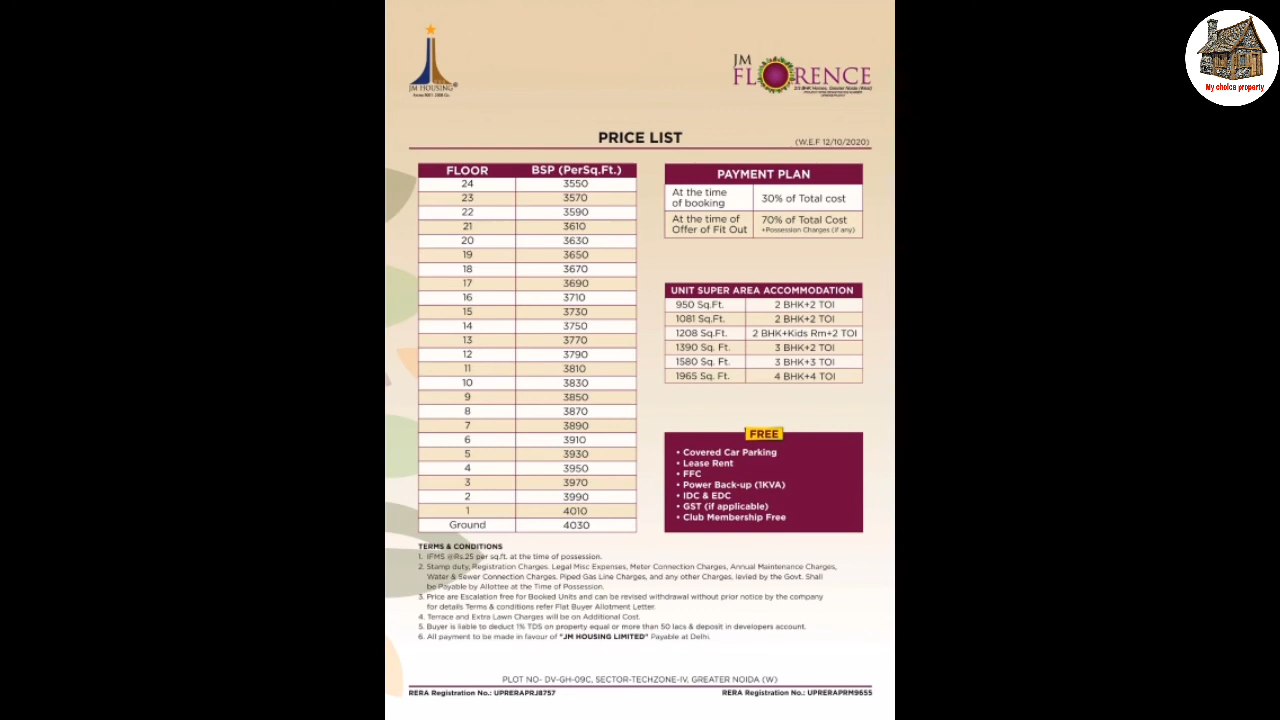 My choice property
JM HOUSING
JM
FLORENCE
PRICE LIST
(W.E.F 12/10/2020)
FLOOR BSP (PerSq.Ft.)
24 3550
23 3570
22 3590
21 3610
20 3630
19 3650
18 3670
17 3690
16 3710
15 3730
14 3750
13 3770
12 3790
11 3810
10 3830
9 3850
8 3870
7 3890
6 3910
5 3930
4 3950
3 3970
2 3990
1 4010
Ground 4030
PAYMENT PLAN
At the time
of booking
30% of Total cost
At the time of
Offer of Fit Out
70% of Total Cost
+Possession Charges (if any)
UNIT SUPER AREA ACCOMMODATION
950 Sq.Ft. 2 BHK+2 TOI
1081 Sq.Ft. 2 BHK+2 TOI
1208 Sq.Ft. 2 BHK+Kids Rm+2 TOI
1390 Sq. Ft. 3 BHK+2 TOI
1580 Sq. Ft. 3 BHK+3 TOI
1965 Sq. Ft. 4 BHK+4 TOI
FREE
• Covered Car Parking
• Lease Rent
• FFC
• Power Back-up (1KVA)
• IDC & EDC
• GST (if applicable)
• Club Membership Free
TERMS & CONDITIONS
1. IFMS @Rs.25 per sq.ft. at the time of possession.
2. Stamp duty, Registration Charges. Legal Misc Expenses, Meter Connection Charges, Annual Maintenance Charges,
Water & Sewer Connection Charges. Piped Gas Line Charges, and any other Charges, levied by the Govt. Shall
be Payable by Allottee at the Time of Possession.
3. Price are Escalation free for Booked Units and can be revised withdrawal without prior notice by the company
for details Terms & conditions refer Flat Buyer Allotment Letter.
4. Terrace and Extra Lawn Charges will be on Additional Cost.
5. Buyer is liable to deduct 1% TDS on property equal or more than 50 lacs & deposit in developers account.
6. All payment to be made in favour of "JM HOUSING LIMITED" Payable at Delhi.
PLOT NO- DV-GH-09C, SECTOR-TECHZONE-IV, GREATER NOIDA (W)
RERA Registration No.: UPRERAPRJ8757
RERA Registration No.: UPRERAPRM9655